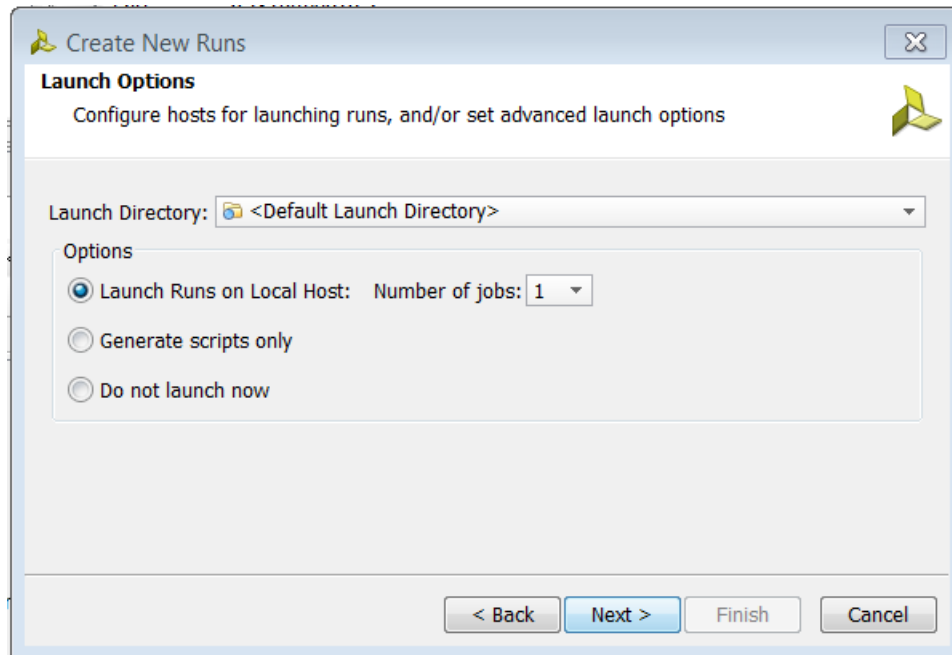 Create New Runs
Launch Options
Configure hosts for launching runs, and/or set advanced launch options
Launch Directory: <Default Launch Directory>
Options
Launch Runs on Local Host: Number of jobs: 1
Generate scripts only
Do not launch now
< Back Next > Finish Cancel